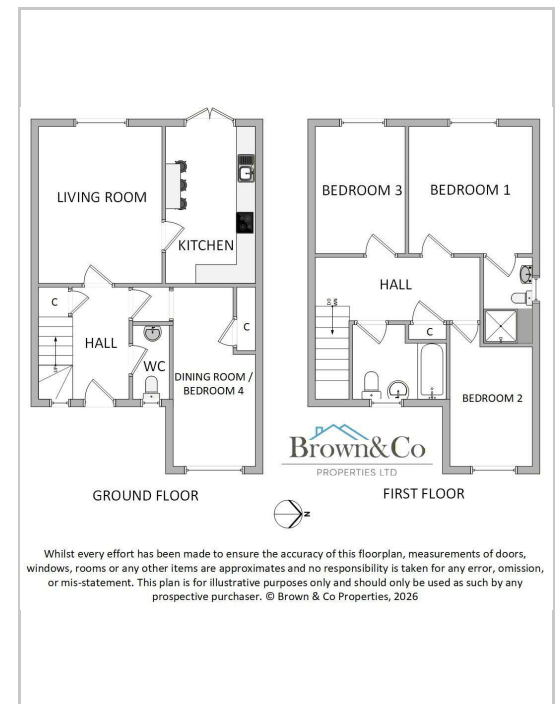 LIVING ROOM
KITCHEN
C
HALL
WC
C
DINING ROOM /
BEDROOM 4
GROUND FLOOR
BEDROOM 3
BEDROOM 1
HALL
C
BEDROOM 2
FIRST FLOOR
Brown&Co
PROPERTIES LTD
N
Whilst every effort has been made to ensure the accuracy of this floorplan, measurements of doors,
windows, rooms or any other items are approximates and no responsibility is taken for any error, omission,
or mis-statement. This plan is for illustrative purposes only and should only be used as such by any
prospective purchaser. © Brown & Co Properties, 2026